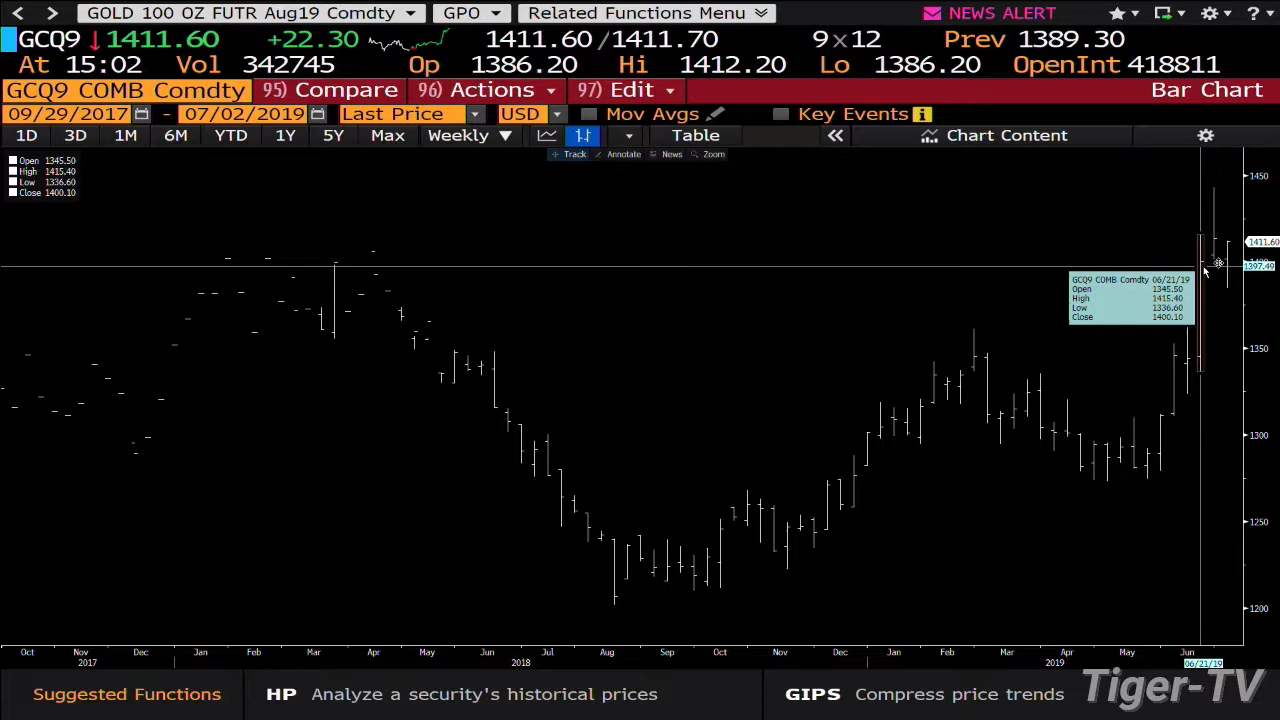 GOLD 100 OZ FUTR Aug19 Comdty GPO Related Functions Menu NEWS ALERT ?
GCQ9 ↓1411.60 +22.30 1411.60/1411.70 9×12 Prev 1389.30
At 15:02 Vol 342745 Op 1386.20 Hi 1412.20 Lo 1386.20 OpenInt 418811
GCQ9 COMB Comdty 95) Compare 96) Actions 97) Edit Bar Chart
09/29/2017 - 07/02/2019 Last Price USD Mov Avgs Key Events i
1D 3D 1M 6M YTD 1Y 5Y Max Weekly ▼ Table « Chart Content
Track Annotate News Zoom
Open 1345.50
High 1415.40
Low 1336.60
Close 1400.10
1450
1411.60
1397.49
GCQ9 COMB Comdty 06/21/19
Open 1345.50
High 1415.40
Low 1336.60
Close 1400.10
1350
1300
1250
1200
Oct Nov Dec Jan Feb Mar Apr May Jun Jul Aug Sep Oct Nov Dec Jan Feb Mar Apr May Jun
2017 2018 2019 06/21/19
Suggested Functions HP Analyze a security's historical prices GIPS Compress price trends
Tiger-TV